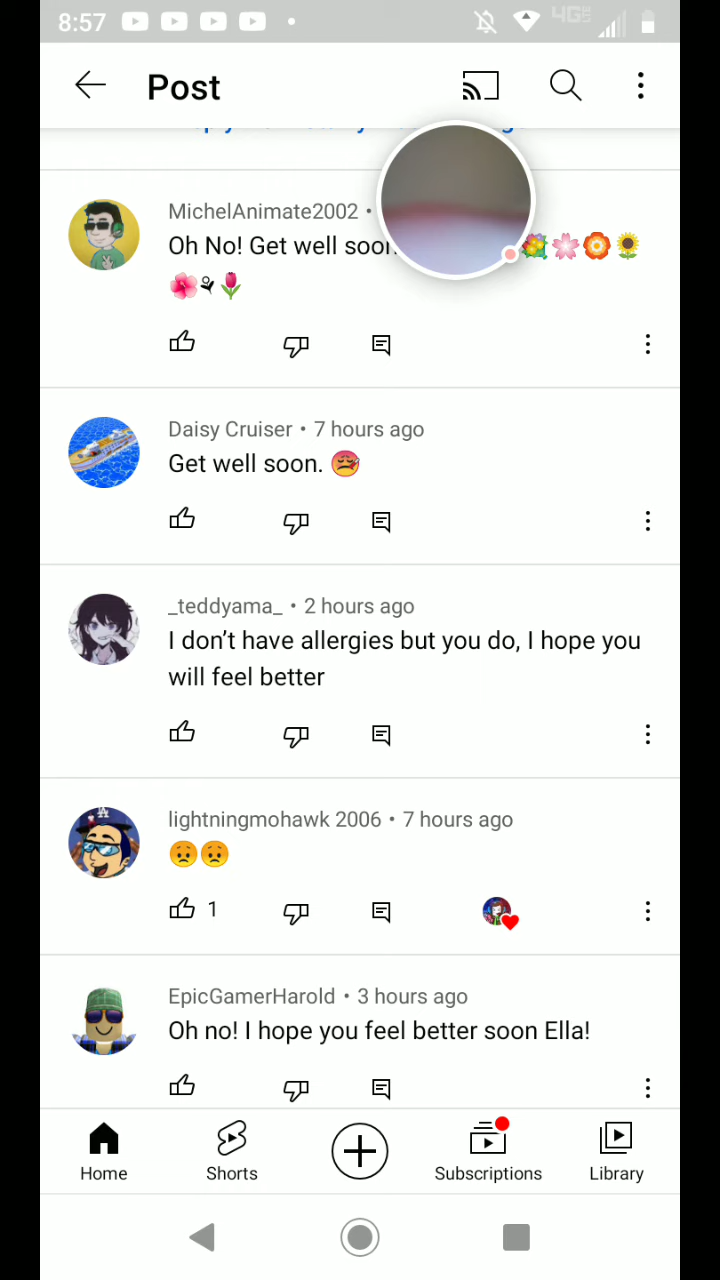 8:57 4G LTE
Post
MichelAnimate2002 •
Oh No! Get well soon 💐🌸🏵️🌻
🌺⚘🌷
Daisy Cruiser • 7 hours ago
Get well soon. 🤒
_teddyama_ • 2 hours ago
I don’t have allergies but you do, I hope you
will feel better
lightningmohawk 2006 • 7 hours ago
😟😟
1
EpicGamerHarold • 3 hours ago
Oh no! I hope you feel better soon Ella!
Home Shorts Subscriptions Library